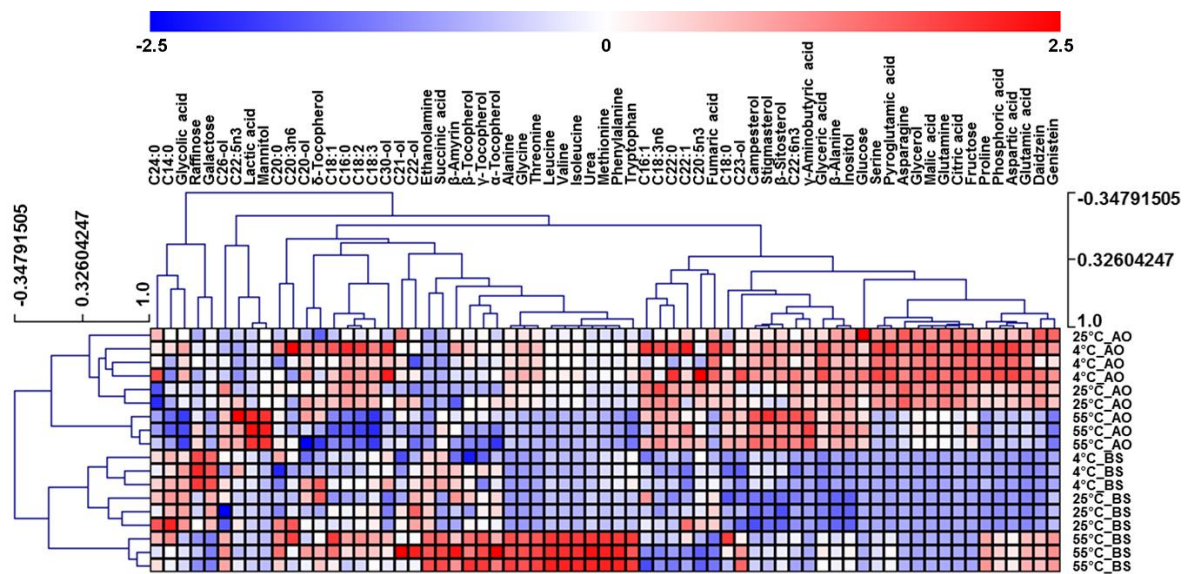 -2.5 0 2.5
C24:0
C14:0
Glycolic acid
Raffinose
Galactose
C26-ol
C22:5n3
Lactic acid
Mannitol
C20:0
C20:3n6
C20-ol
δ-Tocopherol
C18:1
C16:0
C18:2
C18:3
C30-ol
C21-ol
C22-ol
Ethanolamine
Succinic acid
β-Amyrin
β-Tocopherol
γ-Tocopherol
α-Tocopherol
Alanine
Glycine
Threonine
Leucine
Valine
Isoleucine
Urea
Methionine
Phenylalanine
Tryptophan
C16:1
C18:3n6
C22:0
C22:1
C20:5n3
Fumaric acid
C18:0
C23-ol
Campesterol
Stigmasterol
β-Sitosterol
C22:6n3
γ-Aminobutyric acid
Glyceric acid
β-Alanine
Inositol
Glucose
Serine
Pyroglutamic acid
Asparagine
Glycerol
Malic acid
Glutamine
Citric acid
Fructose
Proline
Phosphoric acid
Aspartic acid
Glutamic acid
Daidzein
Genistein
-0.34791505
0.32604247
1.0
-0.34791505
0.32604247
1.0
25°C_AO
4°C_AO
4°C_AO
4°C_AO
25°C_AO
25°C_AO
55°C_AO
55°C_AO
55°C_AO
4°C_BS
4°C_BS
4°C_BS
25°C_BS
25°C_BS
25°C_BS
55°C_BS
55°C_BS
55°C_BS